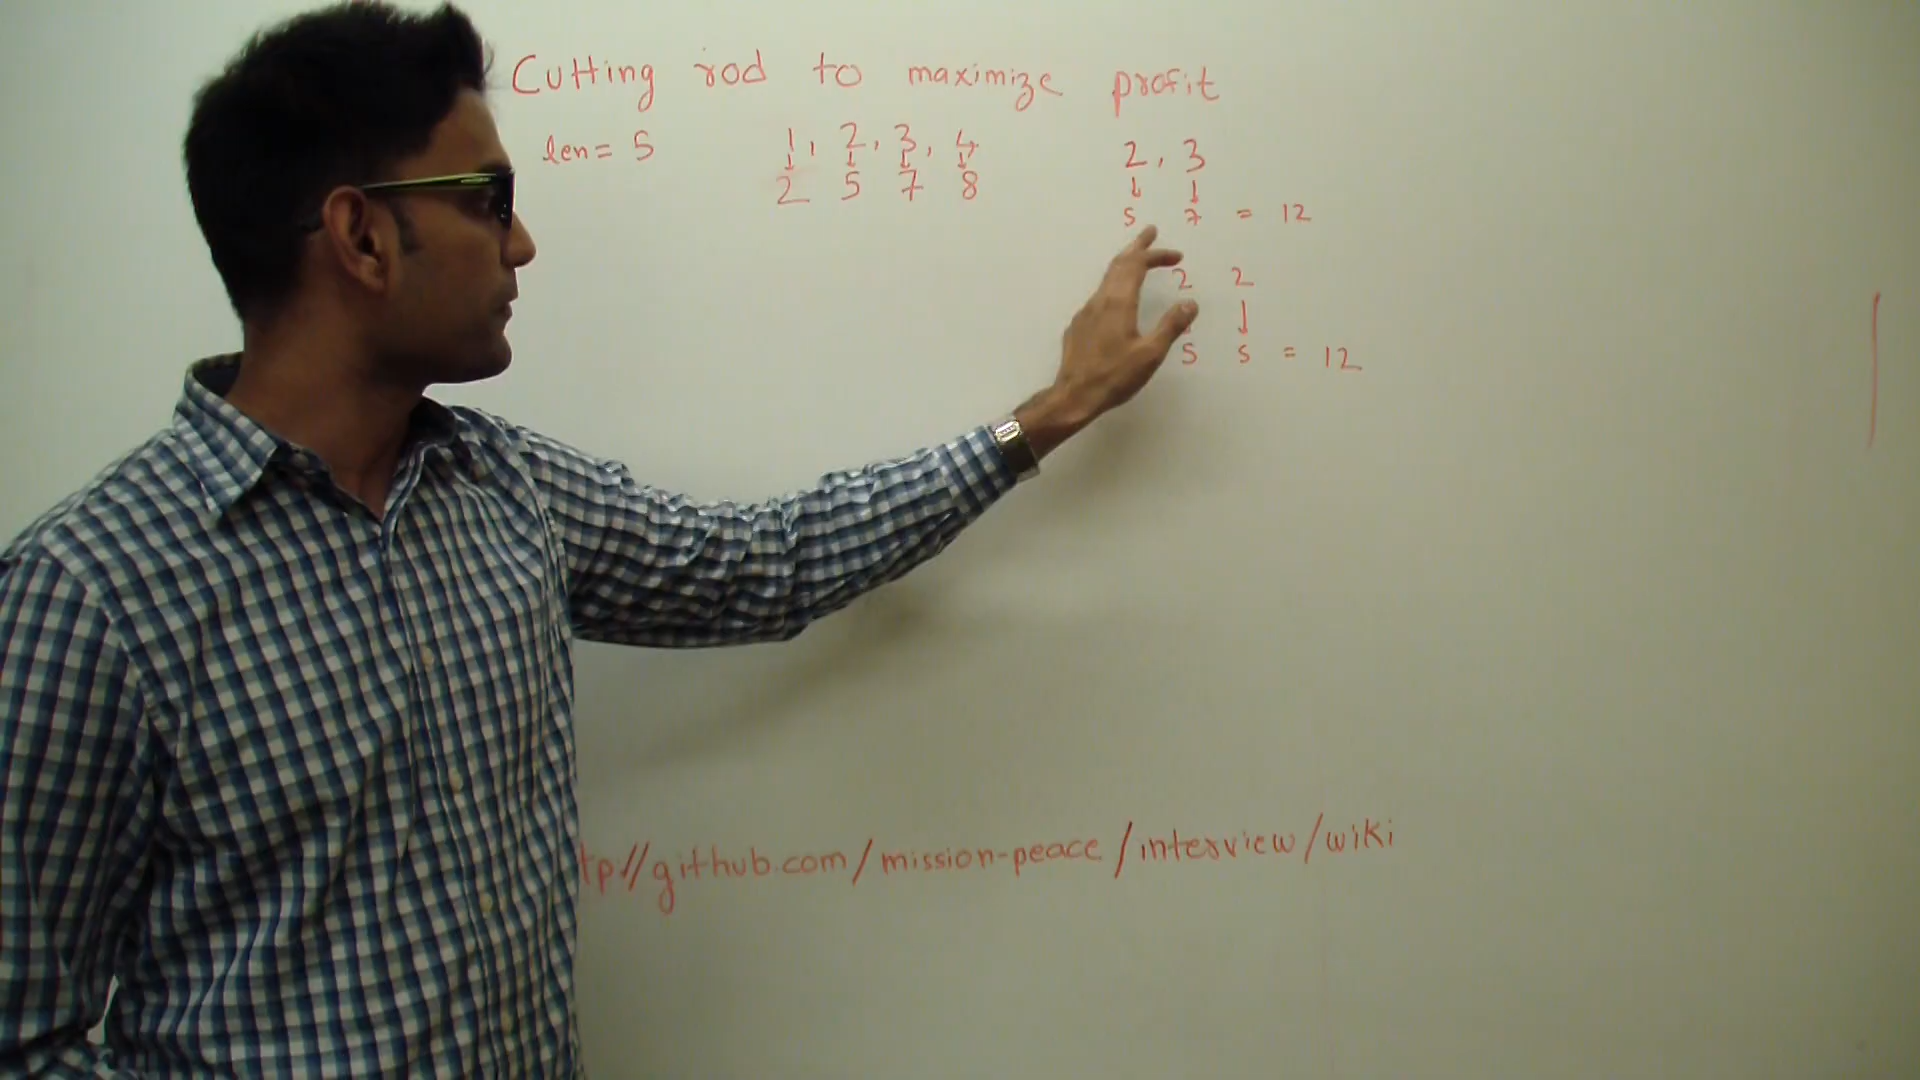 Cutting rod to maximize profit
len = 5
1, 2, 3, 4
↓ ↓ ↓ ↓
2 5 7 8
2, 3
↓ ↓
5 7 = 12
2 2
↓
5 5 = 12
tp//github.com/mission-peace/interview/wiki